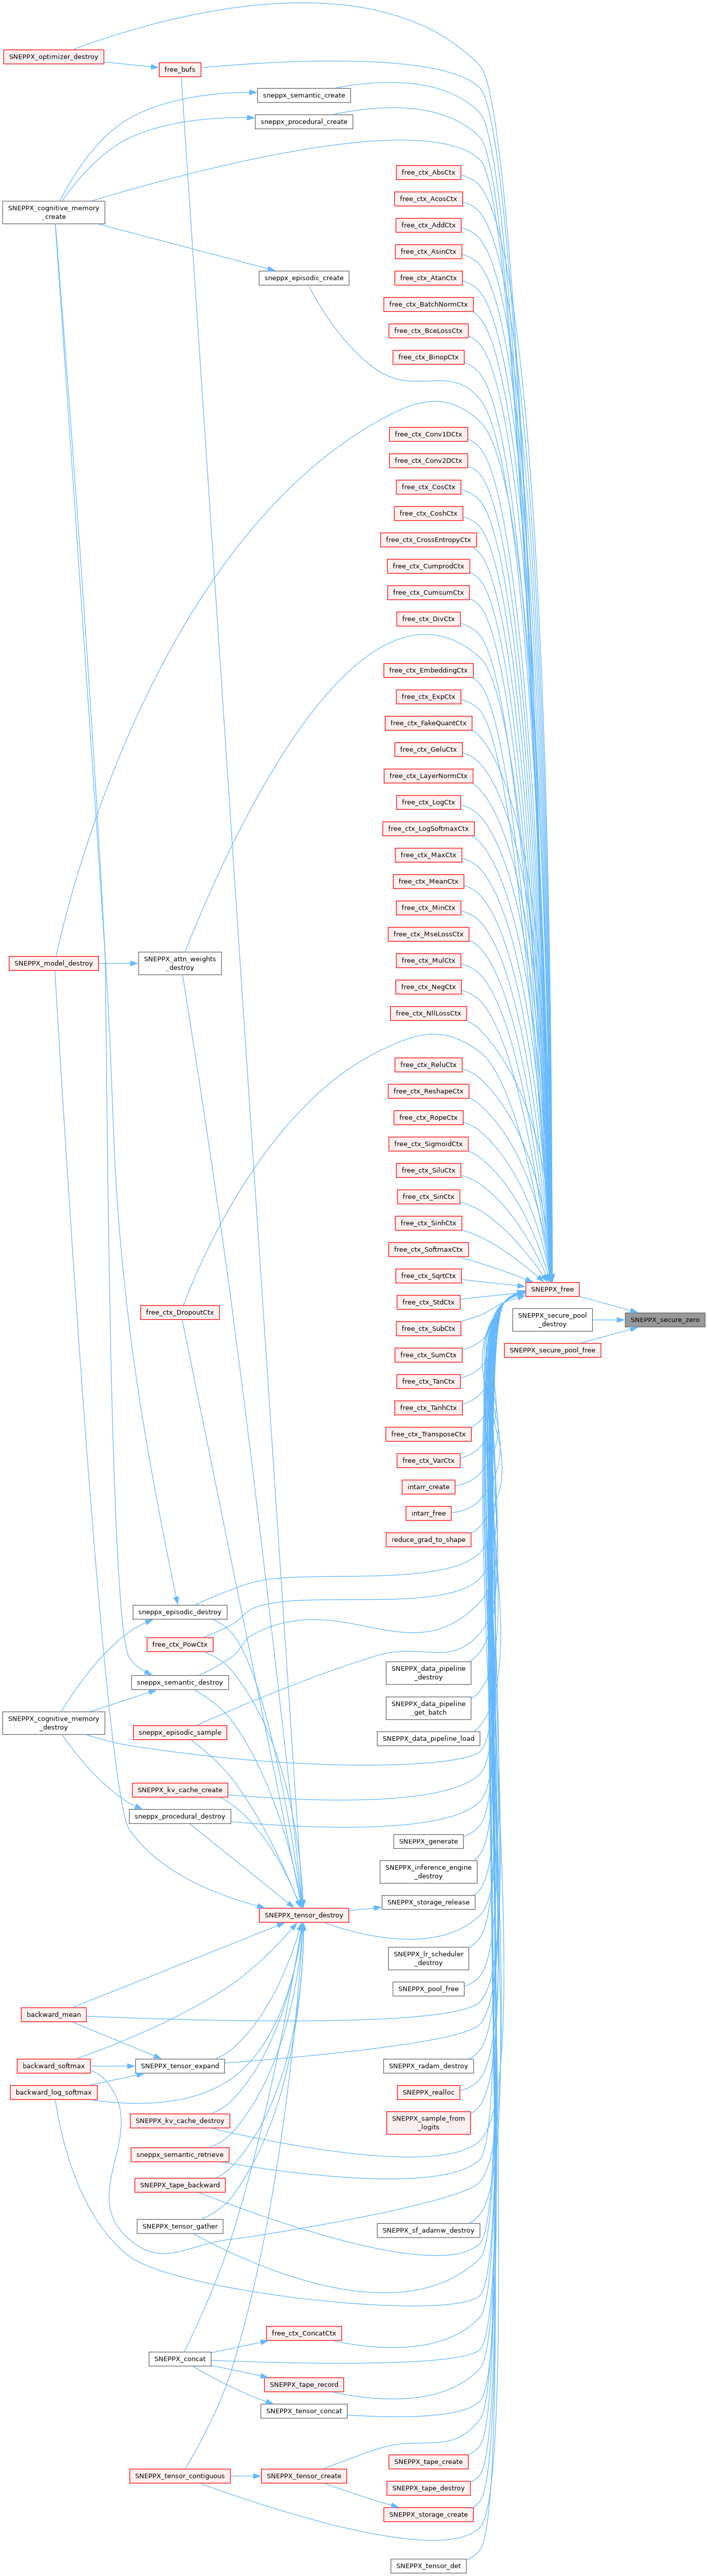 SNEPPX_optimizer_destroy
free_bufs
sneppx_semantic_create
sneppx_procedural_create
free_ctx_AbsCtx
free_ctx_AcosCtx
SNEPPX_cognitive_memory
_create
free_ctx_AddCtx
free_ctx_AsinCtx
sneppx_episodic_create
free_ctx_AtanCtx
free_ctx_BatchNormCtx
free_ctx_BceLossCtx
free_ctx_BinopCtx
free_ctx_Conv1DCtx
free_ctx_Conv2DCtx
free_ctx_CosCtx
free_ctx_CoshCtx
free_ctx_CrossEntropyCtx
free_ctx_CumprodCtx
free_ctx_CumsumCtx
free_ctx_DivCtx
free_ctx_EmbeddingCtx
free_ctx_ExpCtx
free_ctx_FakeQuantCtx
free_ctx_GeluCtx
free_ctx_LayerNormCtx
free_ctx_LogCtx
free_ctx_LogSoftmaxCtx
free_ctx_MaxCtx
free_ctx_MeanCtx
free_ctx_MinCtx
free_ctx_MseLossCtx
SNEPPX_model_destroy
SNEPPX_attn_weights
_destroy
free_ctx_MulCtx
free_ctx_NegCtx
free_ctx_NllLossCtx
free_ctx_ReluCtx
free_ctx_ReshapeCtx
free_ctx_RopeCtx
free_ctx_SigmoidCtx
free_ctx_SiluCtx
free_ctx_SinCtx
free_ctx_SinhCtx
free_ctx_SoftmaxCtx
free_ctx_SqrtCtx
SNEPPX_free
free_ctx_StdCtx
free_ctx_DropoutCtx
SNEPPX_secure_pool
_destroy
SNEPPX_secure_zero
free_ctx_SubCtx
free_ctx_SumCtx
SNEPPX_secure_pool_free
free_ctx_TanCtx
free_ctx_TanhCtx
free_ctx_TransposeCtx
free_ctx_VarCtx
intarr_create
intarr_free
reduce_grad_to_shape
sneppx_episodic_destroy
free_ctx_PowCtx
SNEPPX_data_pipeline
_destroy
sneppx_semantic_destroy
SNEPPX_data_pipeline
_get_batch
SNEPPX_cognitive_memory
_destroy
sneppx_episodic_sample
SNEPPX_data_pipeline_load
SNEPPX_kv_cache_create
sneppx_procedural_destroy
SNEPPX_generate
SNEPPX_inference_engine
_destroy
SNEPPX_storage_release
SNEPPX_tensor_destroy
SNEPPX_lr_scheduler
_destroy
SNEPPX_pool_free
backward_mean
backward_softmax
SNEPPX_tensor_expand
SNEPPX_radam_destroy
backward_log_softmax
SNEPPX_realloc
SNEPPX_kv_cache_destroy
SNEPPX_sample_from
_logits
sneppx_semantic_retrieve
SNEPPX_tape_backward
SNEPPX_tensor_gather
SNEPPX_sf_adamw_destroy
free_ctx_ConcatCtx
SNEPPX_concat
SNEPPX_tape_record
SNEPPX_tensor_concat
SNEPPX_tape_create
SNEPPX_tensor_contiguous
SNEPPX_tensor_create
SNEPPX_tape_destroy
SNEPPX_storage_create
SNEPPX_tensor_det